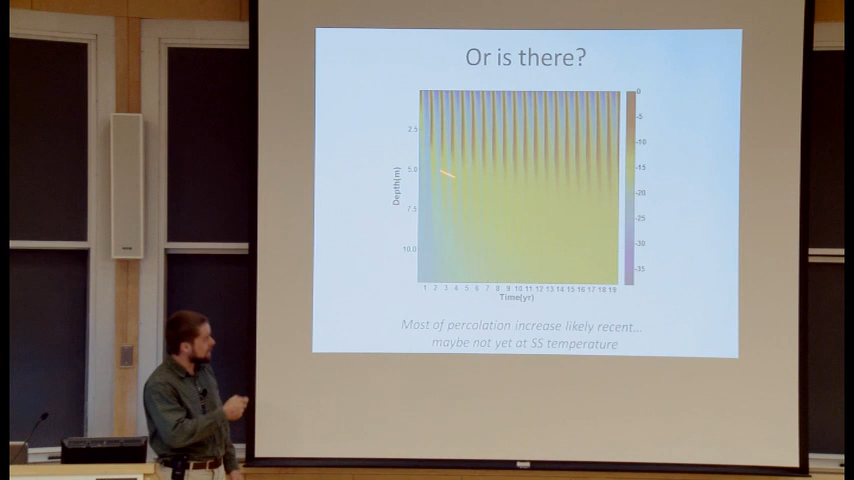 Or is there?
0
2.5
-5
-10
5.0
-15
Depth(m)
-20
7.5
-25
10.0
-30
-35
1 2 3 4 5 6 7 8 9 10 11 12 13 14 15 16 17 18 19
Time(yr)
Most of percolation increase likely recent...
maybe not yet at SS temperature